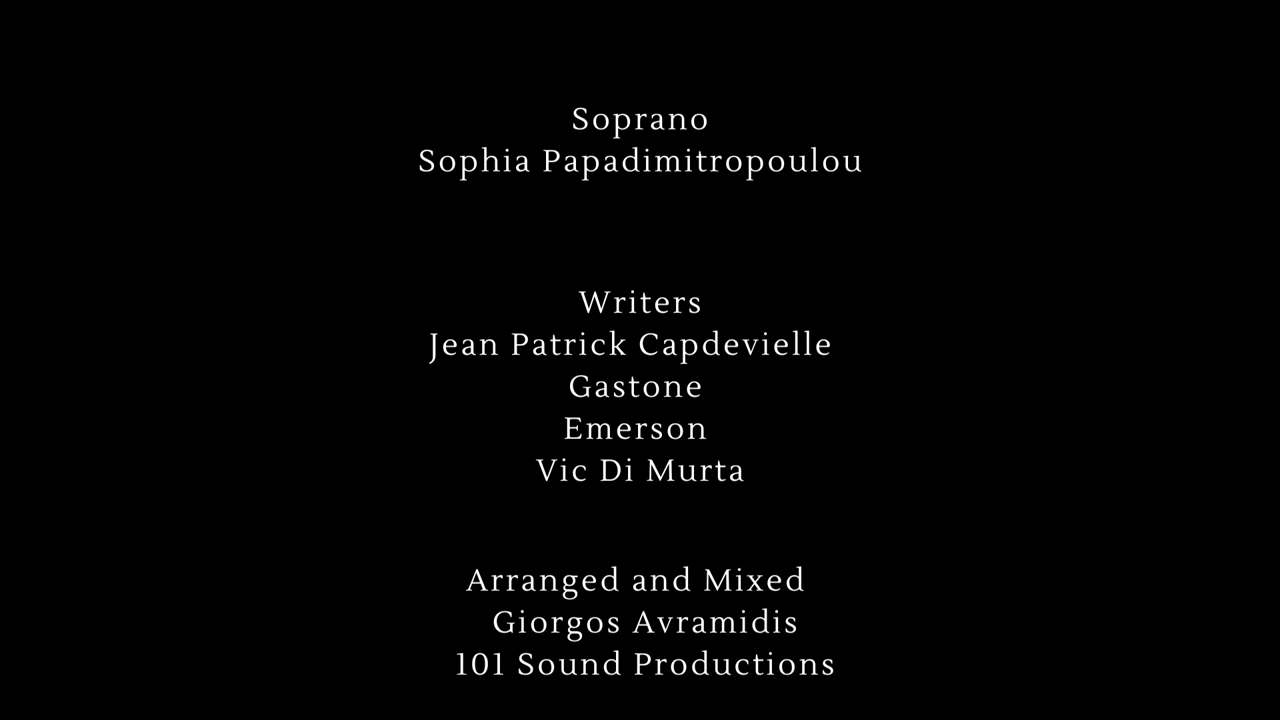 Soprano
Sophia Papadimitropoulou
Writers
Jean Patrick Capdevielle
Gastone
Emerson
Vic Di Murta
Arranged and Mixed
Giorgos Avramidis
101 Sound Productions